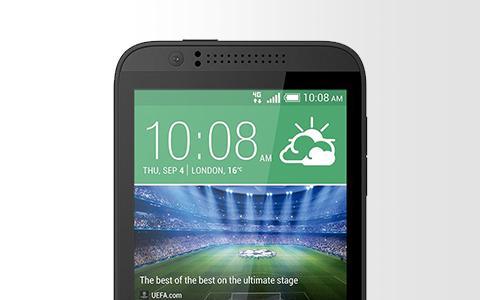 4G 10:08 AM
10:08 AM
THU, SEP 4 | LONDON, 16°C
The best of the best on the ultimate stage
UEFA.com